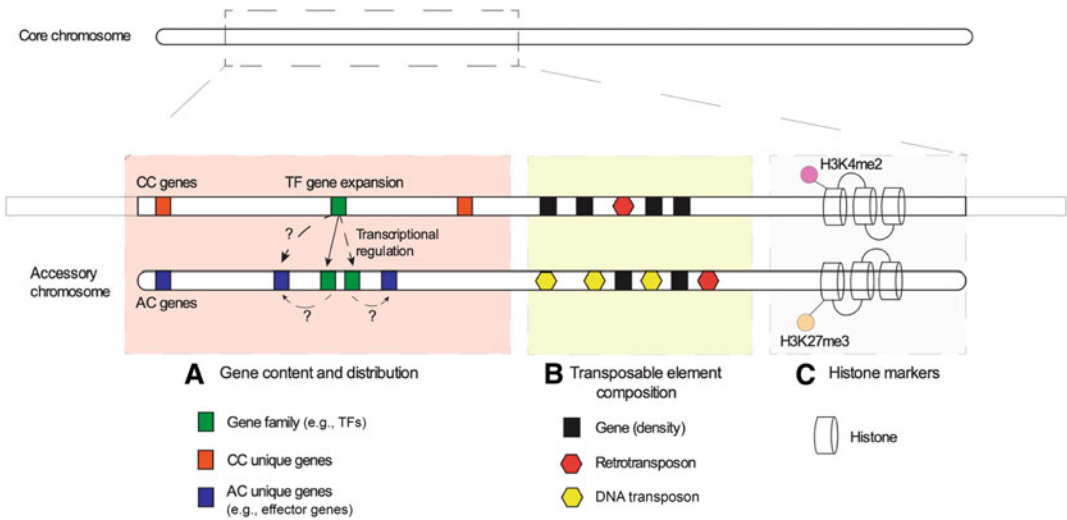 Core chromosome
H3K4me2
CC genes
TF gene expansion
?
Transcriptional
regulation
Accessory
chromosome
AC genes
?
?
H3K27me3
A Gene content and distribution
Gene family (e.g., TFs)
CC unique genes
AC unique genes
(e.g., effector genes)
B Transposable element
composition
Gene (density)
Retrotransposon
DNA transposon
C Histone markers
Histone